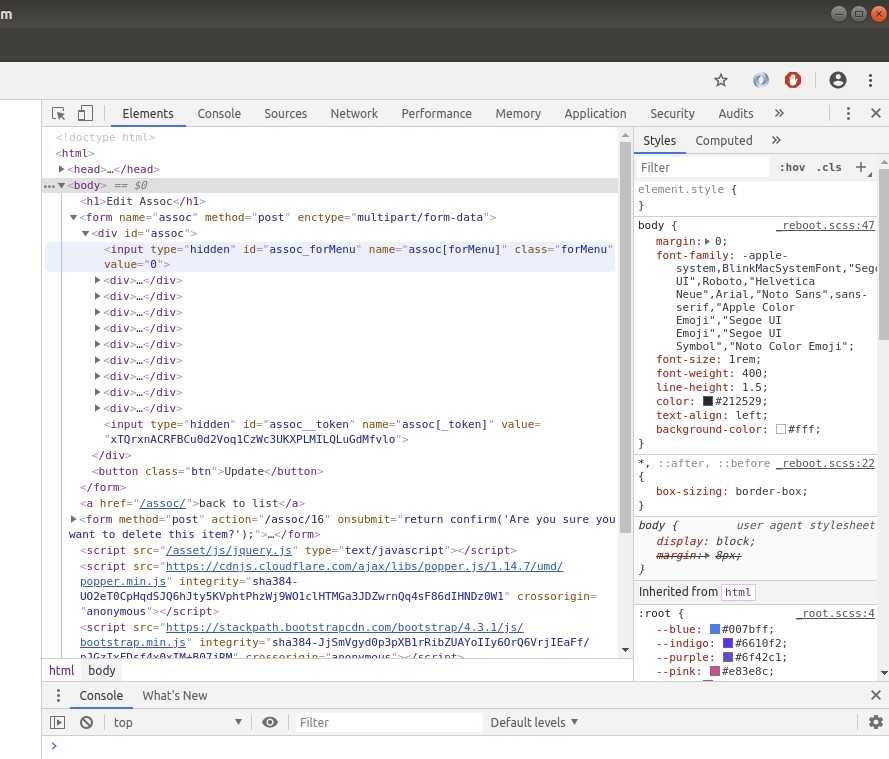 m
Elements Console Sources Network Performance Memory Application Security Audits »
<!doctype html>
<html>
<head>…</head>
<body> == $0
<h1>Edit Assoc</h1>
<form name="assoc" method="post" enctype="multipart/form-data">
<div id="assoc">
<input type="hidden" id="assoc_forMenu" name="assoc[forMenu]" class="forMenu"
value="0">
<div>…</div>
<div>…</div>
<div>…</div>
<div>…</div>
<div>…</div>
<div>…</div>
<div>…</div>
<div>…</div>
<div>…</div>
<input type="hidden" id="assoc__token" name="assoc[_token]" value=
"xTQrxnACRFBCu0d2Voq1CzWc3UKXPLMILQLuGdMfvlo">
</div>
<button class="btn">Update</button>
</form>
<a href="/assoc/">back to list</a>
<form method="post" action="/assoc/16" onsubmit="return confirm('Are you sure you
want to delete this item?');">…</form>
<script src="/asset/js/jquery.js" type="text/javascript"></script>
<script src="https://cdnjs.cloudflare.com/ajax/libs/popper.js/1.14.7/umd/
popper.min.js" integrity="sha384-
UO2eT0CpHqdSJQ6hJty5KVphtPhzWj9WO1clHTMGa3JDZwrnQq4sF86dIHNDz0W1" crossorigin=
"anonymous"></script>
<script src="https://stackpath.bootstrapcdn.com/bootstrap/4.3.1/js/
bootstrap.min.js" integrity="sha384-JjSmVgyd0p3pXB1rRibZUAYoIIy6OrQ6VrjIEaFf/
nJGzIxFDsf4x0xIM+B07jRM" crossorigin="anonymous"></script>
html body
Styles Computed »
Filter :hov .cls +
element.style {
}
body { _reboot.scss:47
margin: 0;
font-family: -apple-
system,BlinkMacSystemFont,"Sego
UI",Roboto,"Helvetica
Neue",Arial,"Noto Sans",sans-
serif,"Apple Color
Emoji","Segoe UI
Emoji","Segoe UI
Symbol","Noto Color Emoji";
font-size: 1rem;
font-weight: 400;
line-height: 1.5;
color: #212529;
text-align: left;
background-color: #fff;
}
*, ::after, ::before _reboot.scss:22
{
box-sizing: border-box;
}
body { user agent stylesheet
display: block;
margin: 8px;
}
Inherited from html
:root { _root.scss:4
--blue: #007bff;
--indigo: #6610f2;
--purple: #6f42c1;
--pink: #e83e8c;
Console What's New
top Filter Default levels